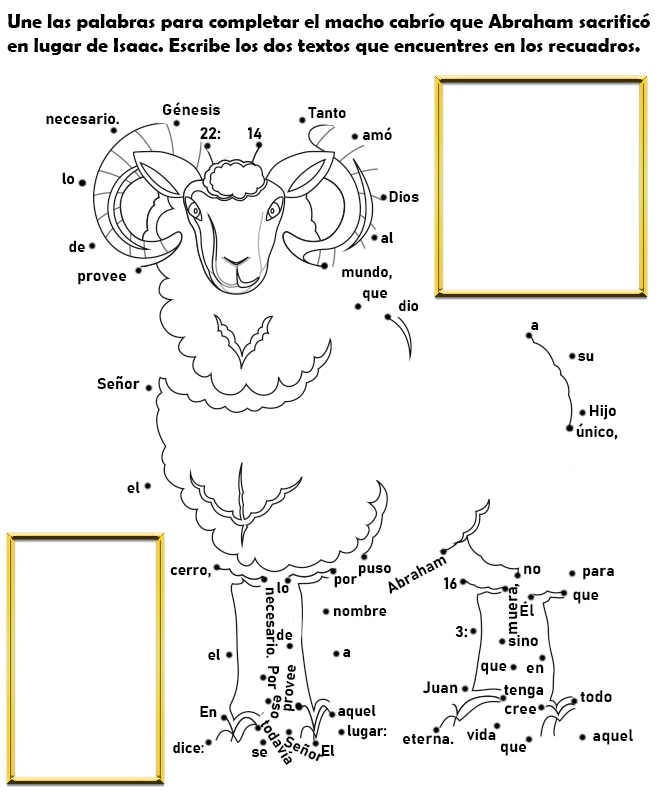 Une las palabras para completar el macho cabrío que Abraham sacrificó
en lugar de Isaac. Escribe los dos textos que encuentres en los recuadros.
necesario.
Génesis
22:
14
Tanto
amó
lo
Dios
de
al
provee
mundo,
que
dio
a
su
Señor
Hijo
único,
el
cerro,
lo
por
puso
Abraham
no
para
16
muera,
Él
que
necesario.
nombre
de
3:
sino
el
a
Por eso
provee
que
en
Juan
tenga
todo
En
cree
aquel
todavía
lugar:
dice:
se
Señor
El
eterna.
vida
que
aquel